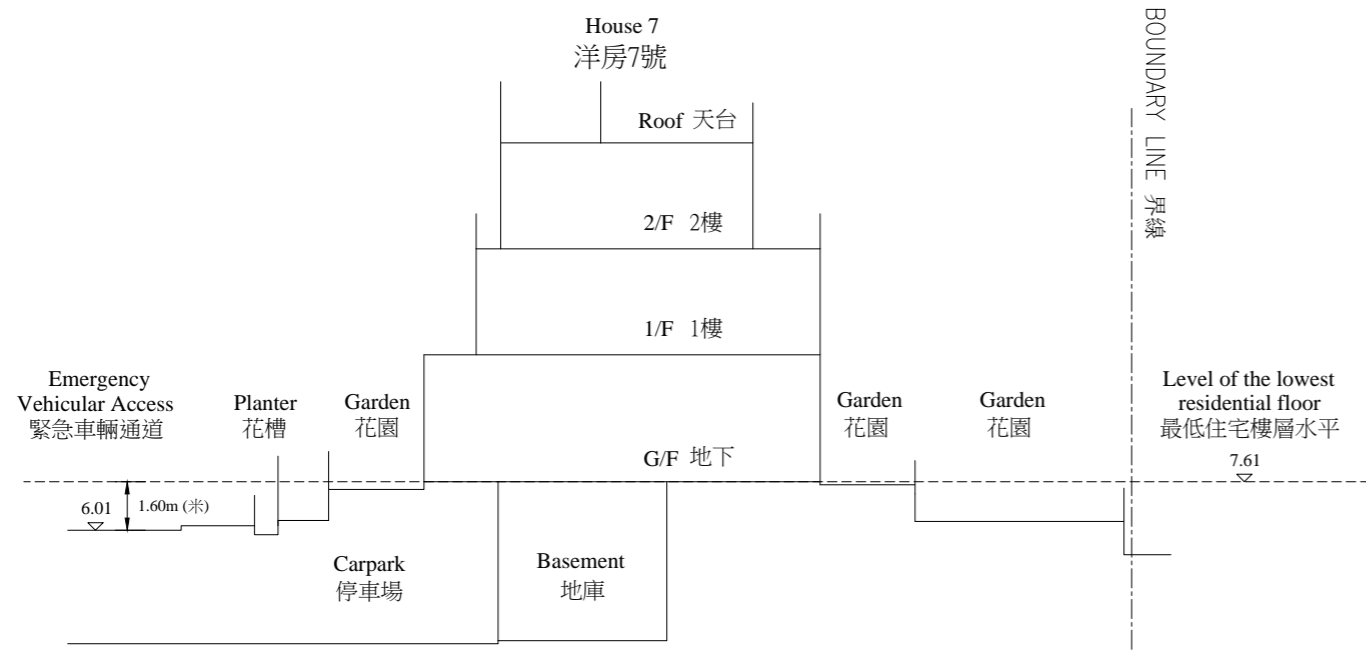 House 7
洋房7號
BOUNDARY LINE 界線
Roof 天台
2/F 2樓
1/F 1樓
Emergency
Vehicular Access
緊急車輛通道
Planter
花槽
Garden
花園
Garden
花園
Garden
花園
Level of the lowest
residential floor
最低住宅樓層水平
G/F 地下
7.61
6.01
1.60m (米)
Carpark
停車場
Basement
地庫